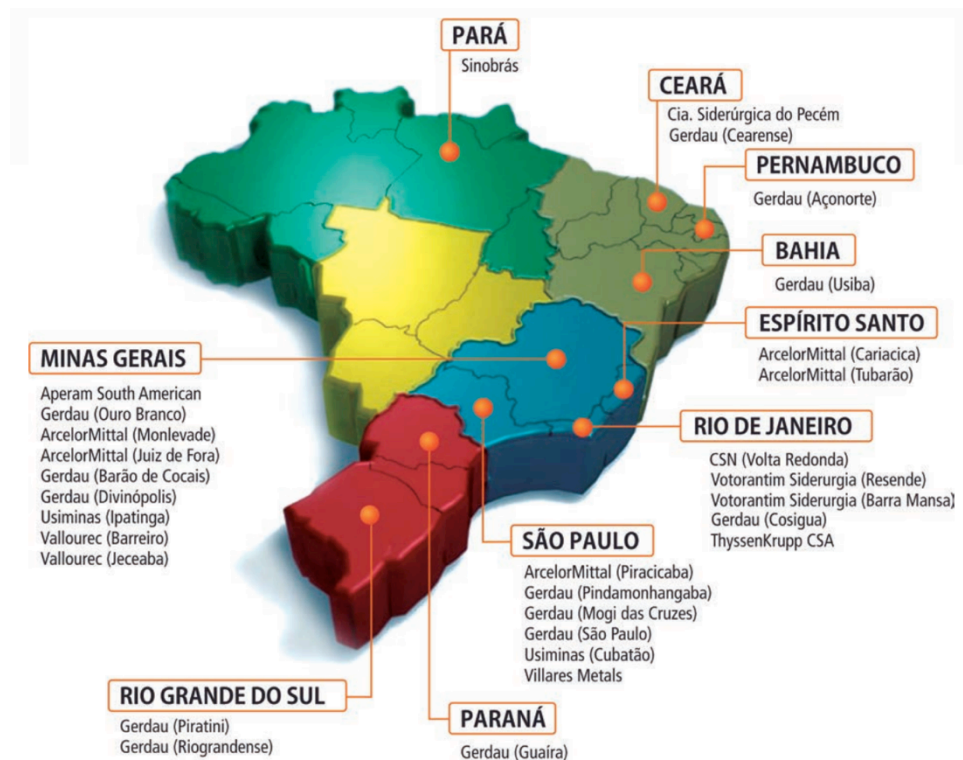 PARÁ
Sinobrás
CEARÁ
Cia. Siderúrgica do Pecém
Gerdau (Cearense)
PERNAMBUCO
Gerdau (Açonorte)
BAHIA
Gerdau (Usiba)
ESPÍRITO SANTO
ArcelorMittal (Cariacica)
ArcelorMittal (Tubarão)
MINAS GERAIS
Aperam South American
Gerdau (Ouro Branco)
ArcelorMittal (Monlevade)
ArcelorMittal (Juiz de Fora)
Gerdau (Barão de Cocais)
Gerdau (Divinópolis)
Usiminas (Ipatinga)
Vallourec (Barreiro)
Vallourec (Jeceaba)
RIO DE JANEIRO
CSN (Volta Redonda)
Votorantim Siderurgia (Resende)
Votorantim Siderurgia (Barra Mansa)
Gerdau (Cosigua)
ThyssenKrupp CSA
SÃO PAULO
ArcelorMittal (Piracicaba)
Gerdau (Pindamonhangaba)
Gerdau (Mogi das Cruzes)
Gerdau (São Paulo)
Usiminas (Cubatão)
Villares Metals
RIO GRANDE DO SUL
Gerdau (Piratini)
Gerdau (Riograndense)
PARANÁ
Gerdau (Guaíra)